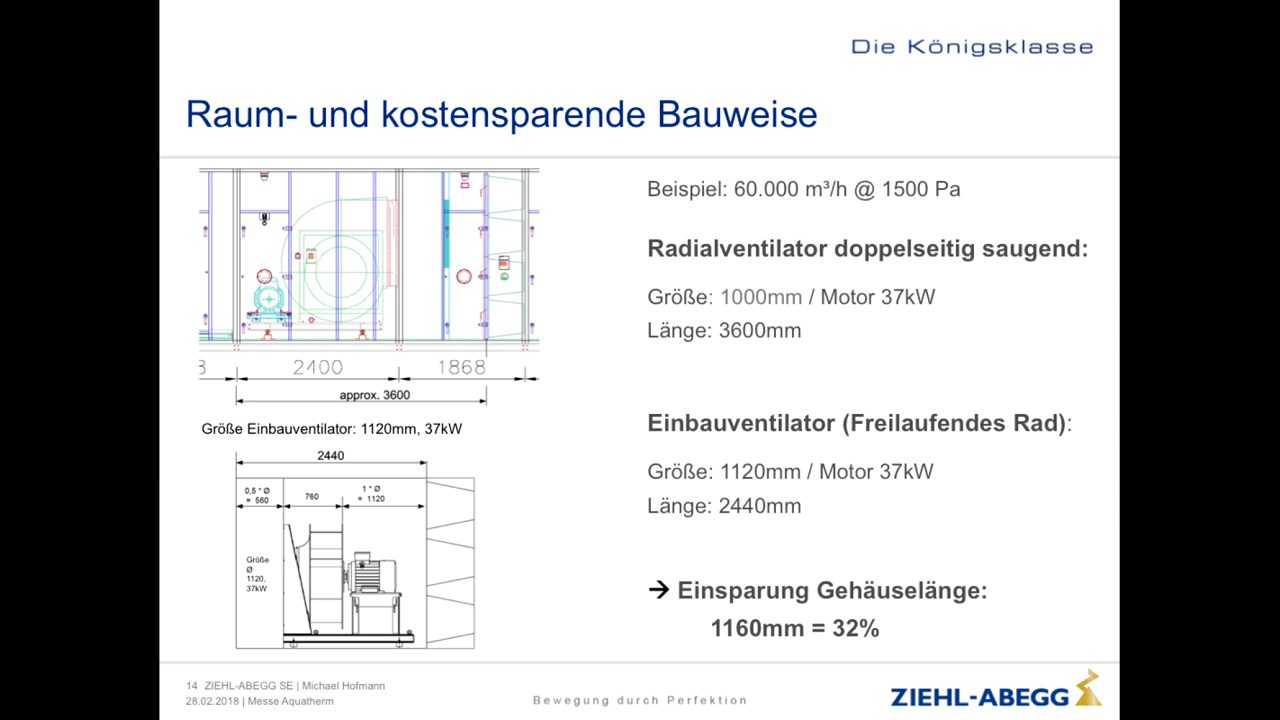 Die Königsklasse
Raum- und kostensparende Bauweise
Beispiel: 60.000 m³/h @ 1500 Pa
Radialventilator doppelseitig saugend:
Größe: 1000mm / Motor 37kW
Länge: 3600mm
8
2400
1868
approx. 3600
Größe Einbauventilator: 1120mm, 37kW
Einbauventilator (Freilaufendes Rad):
Größe: 1120mm / Motor 37kW
Länge: 2440mm
2440
0,5 * Ø
= 560
760
1 * Ø
= 1120
Größe
Ø
1120,
37kW
→ Einsparung Gehäuselänge:
1160mm = 32%
14 ZIEHL-ABEGG SE | Michael Hofmann
28.02.2018 | Messe Aquatherm
Bewegung durch Perfektion
ZIEHL-ABEGG